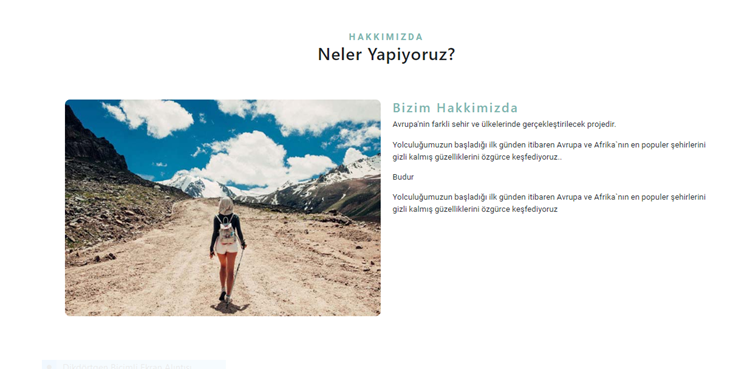 HAKKIMIZDA
Neler Yapiyoruz?
Bizim Hakkimizda
Avrupa'nin farkli sehir ve ülkelerinde gerçekleştirilecek projedir.
Yolculuğumuzun başladığı ilk günden itibaren Avrupa ve Afrika´nın en populer şehirlerini
gizli kalmış güzelliklerini özgürce keşfediyoruz..
Budur
Yolculuğumuzun başladığı ilk günden itibaren Avrupa ve Afrika´nın en populer şehirlerini
gizli kalmış güzelliklerini özgürce keşfediyoruz